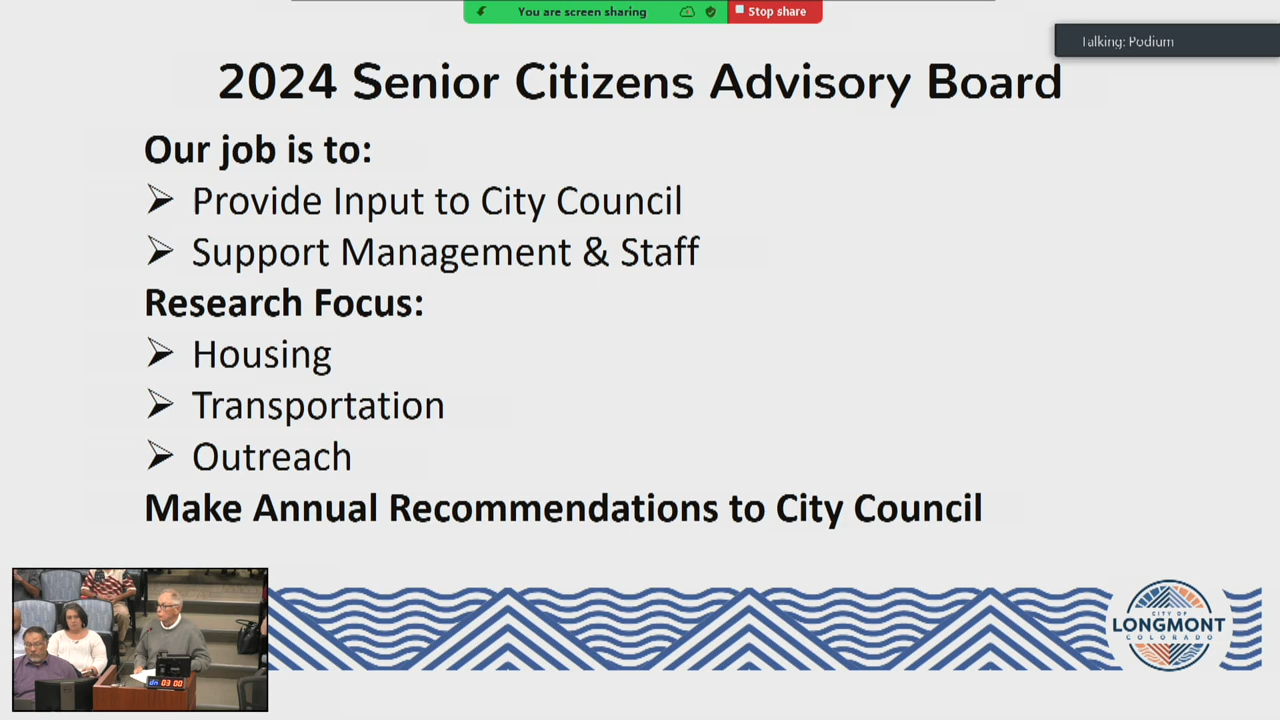 You are screen sharing
Stop share
Talking: Podium
2024 Senior Citizens Advisory Board
Our job is to:
➢ Provide Input to City Council
➢ Support Management & Staff
Research Focus:
➢ Housing
➢ Transportation
➢ Outreach
Make Annual Recommendations to City Council
03 00
CITY OF
LONGMONT
COLORADO